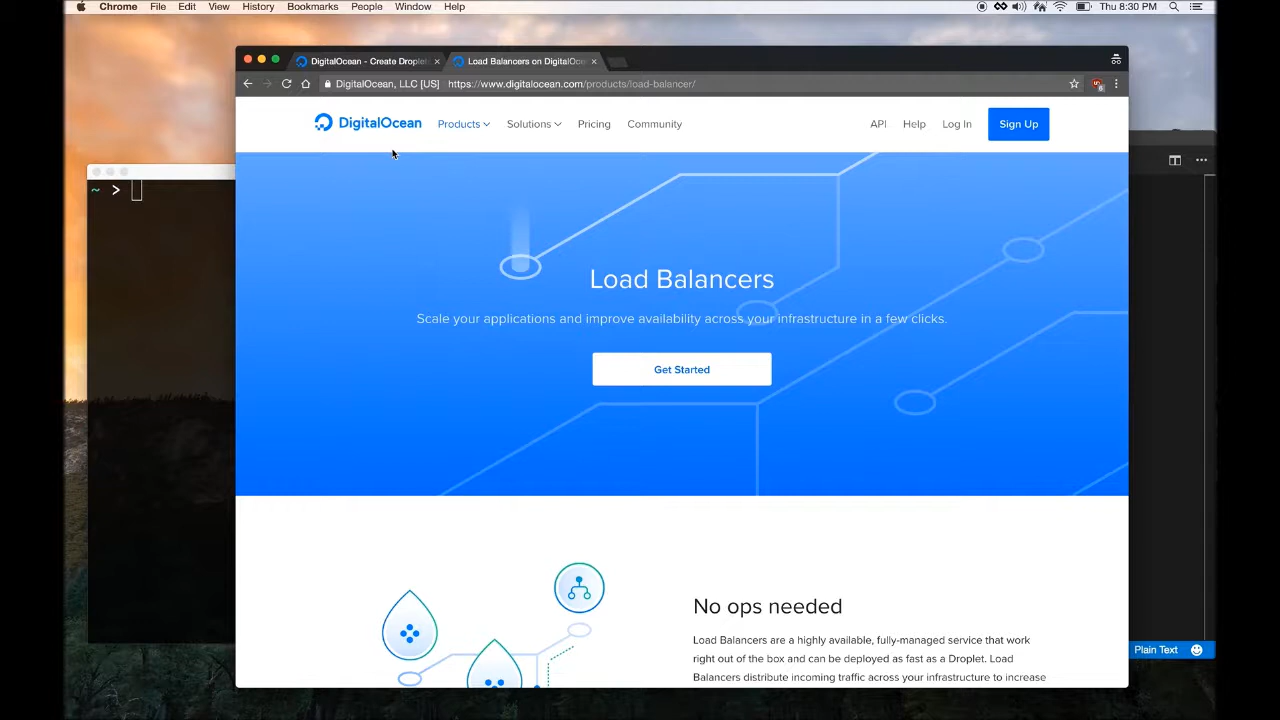 Chrome File Edit View History Bookmarks People Window Help Thu 8:30 PM
DigitalOcean - Create Droplet Load Balancers on DigitalOce
DigitalOcean, LLC [US] https://www.digitalocean.com/products/load-balancer/
DigitalOcean Products Solutions Pricing Community API Help Log In Sign Up
~ >
Load Balancers
Scale your applications and improve availability across your infrastructure in a few clicks.
Get Started
No ops needed
Load Balancers are a highly available, fully-managed service that work
right out of the box and can be deployed as fast as a Droplet. Load
Balancers distribute incoming traffic across your infrastructure to increase
Plain Text